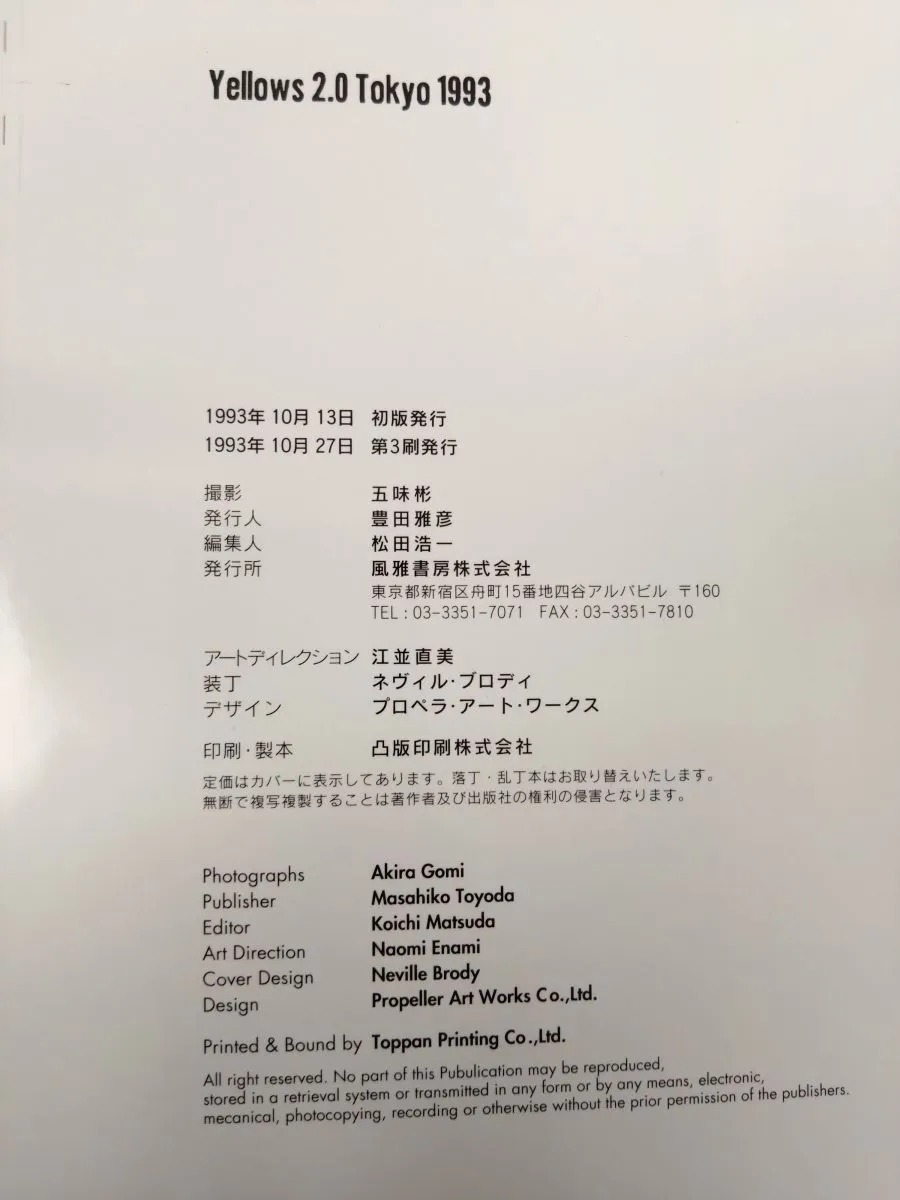 Yellows 2.0 Tokyo 1993
1993年 10月 13日 初版発行
1993年 10月 27日 第3刷発行
撮影 五味彬
発行人 豊田雅彦
編集人 松田浩一
発行所 風雅書房株式会社
東京都新宿区舟町15番地四谷アルバビル 〒160
TEL : 03-3351-7071 FAX : 03-3351-7810
アートディレクション 江並直美
装丁 ネヴィル・ブロディ
デザイン プロペラ・アート・ワークス
印刷・製本 凸版印刷株式会社
定価はカバーに表示してあります。落丁・乱丁本はお取り替えいたします。
無断で複写複製することは著作者及び出版社の権利の侵害となります。
Photographs Akira Gomi
Publisher Masahiko Toyoda
Editor Koichi Matsuda
Art Direction Naomi Enami
Cover Design Neville Brody
Design Propeller Art Works Co.,Ltd.
Printed & Bound by Toppan Printing Co.,Ltd.
All right reserved. No part of this Pubulication may be reproduced,
stored in a retrieval system or transmitted in any form or by any means, electronic,
mecanical, photocopying, recording or otherwise without the prior permission of the publishers.